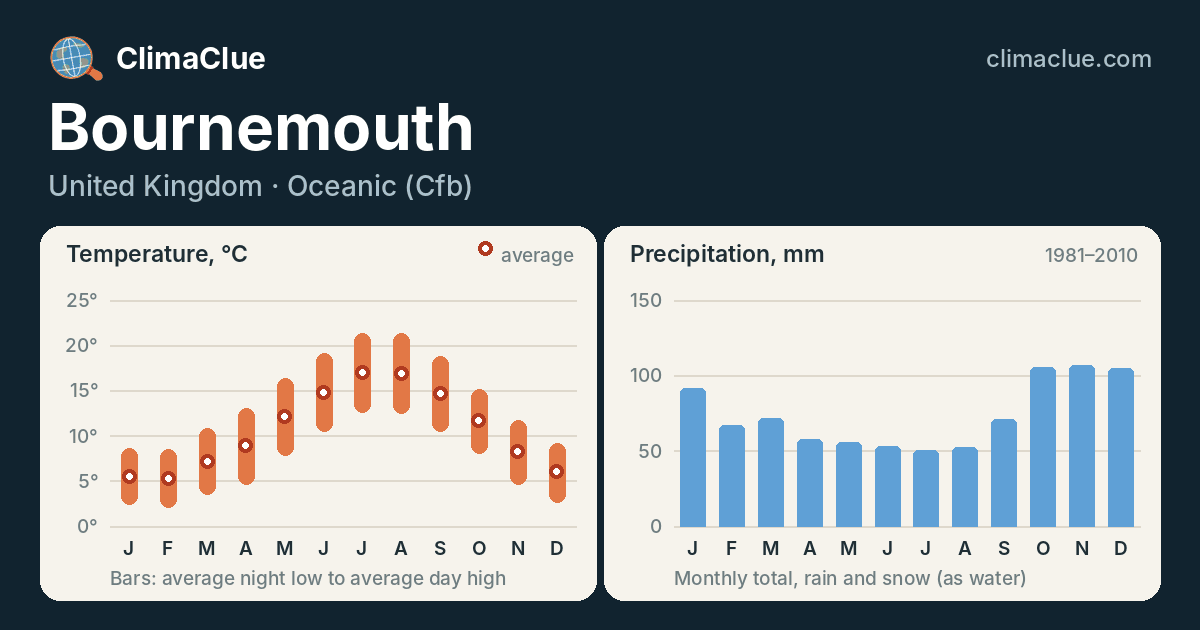 ClimaClue
climaclue.com
Bournemouth
United Kingdom · Oceanic (Cfb)
Temperature, °C
average
25°
20°
15°
10°
5°
0°
J F M A M J J A S O N D
Bars: average night low to average day high
Precipitation, mm
1981–2010
150
100
50
0
J F M A M J J A S O N D
Monthly total, rain and snow (as water)